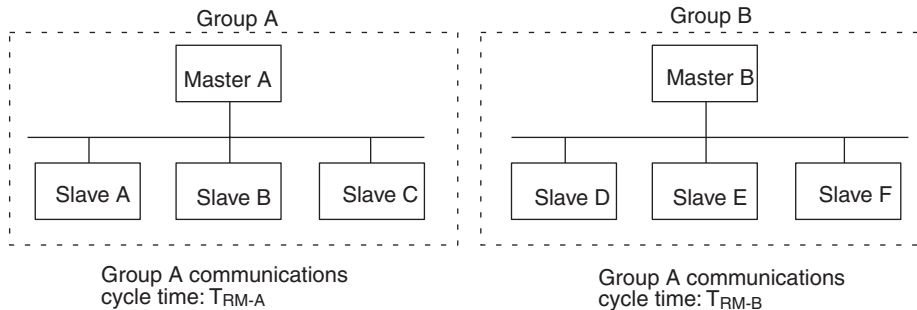 Group A
Group B
Master A
Master B
Slave A
Slave B
Slave C
Slave D
Slave E
Slave F
Group A communications
cycle time: TRM-A
Group A communications
cycle time: TRM-B